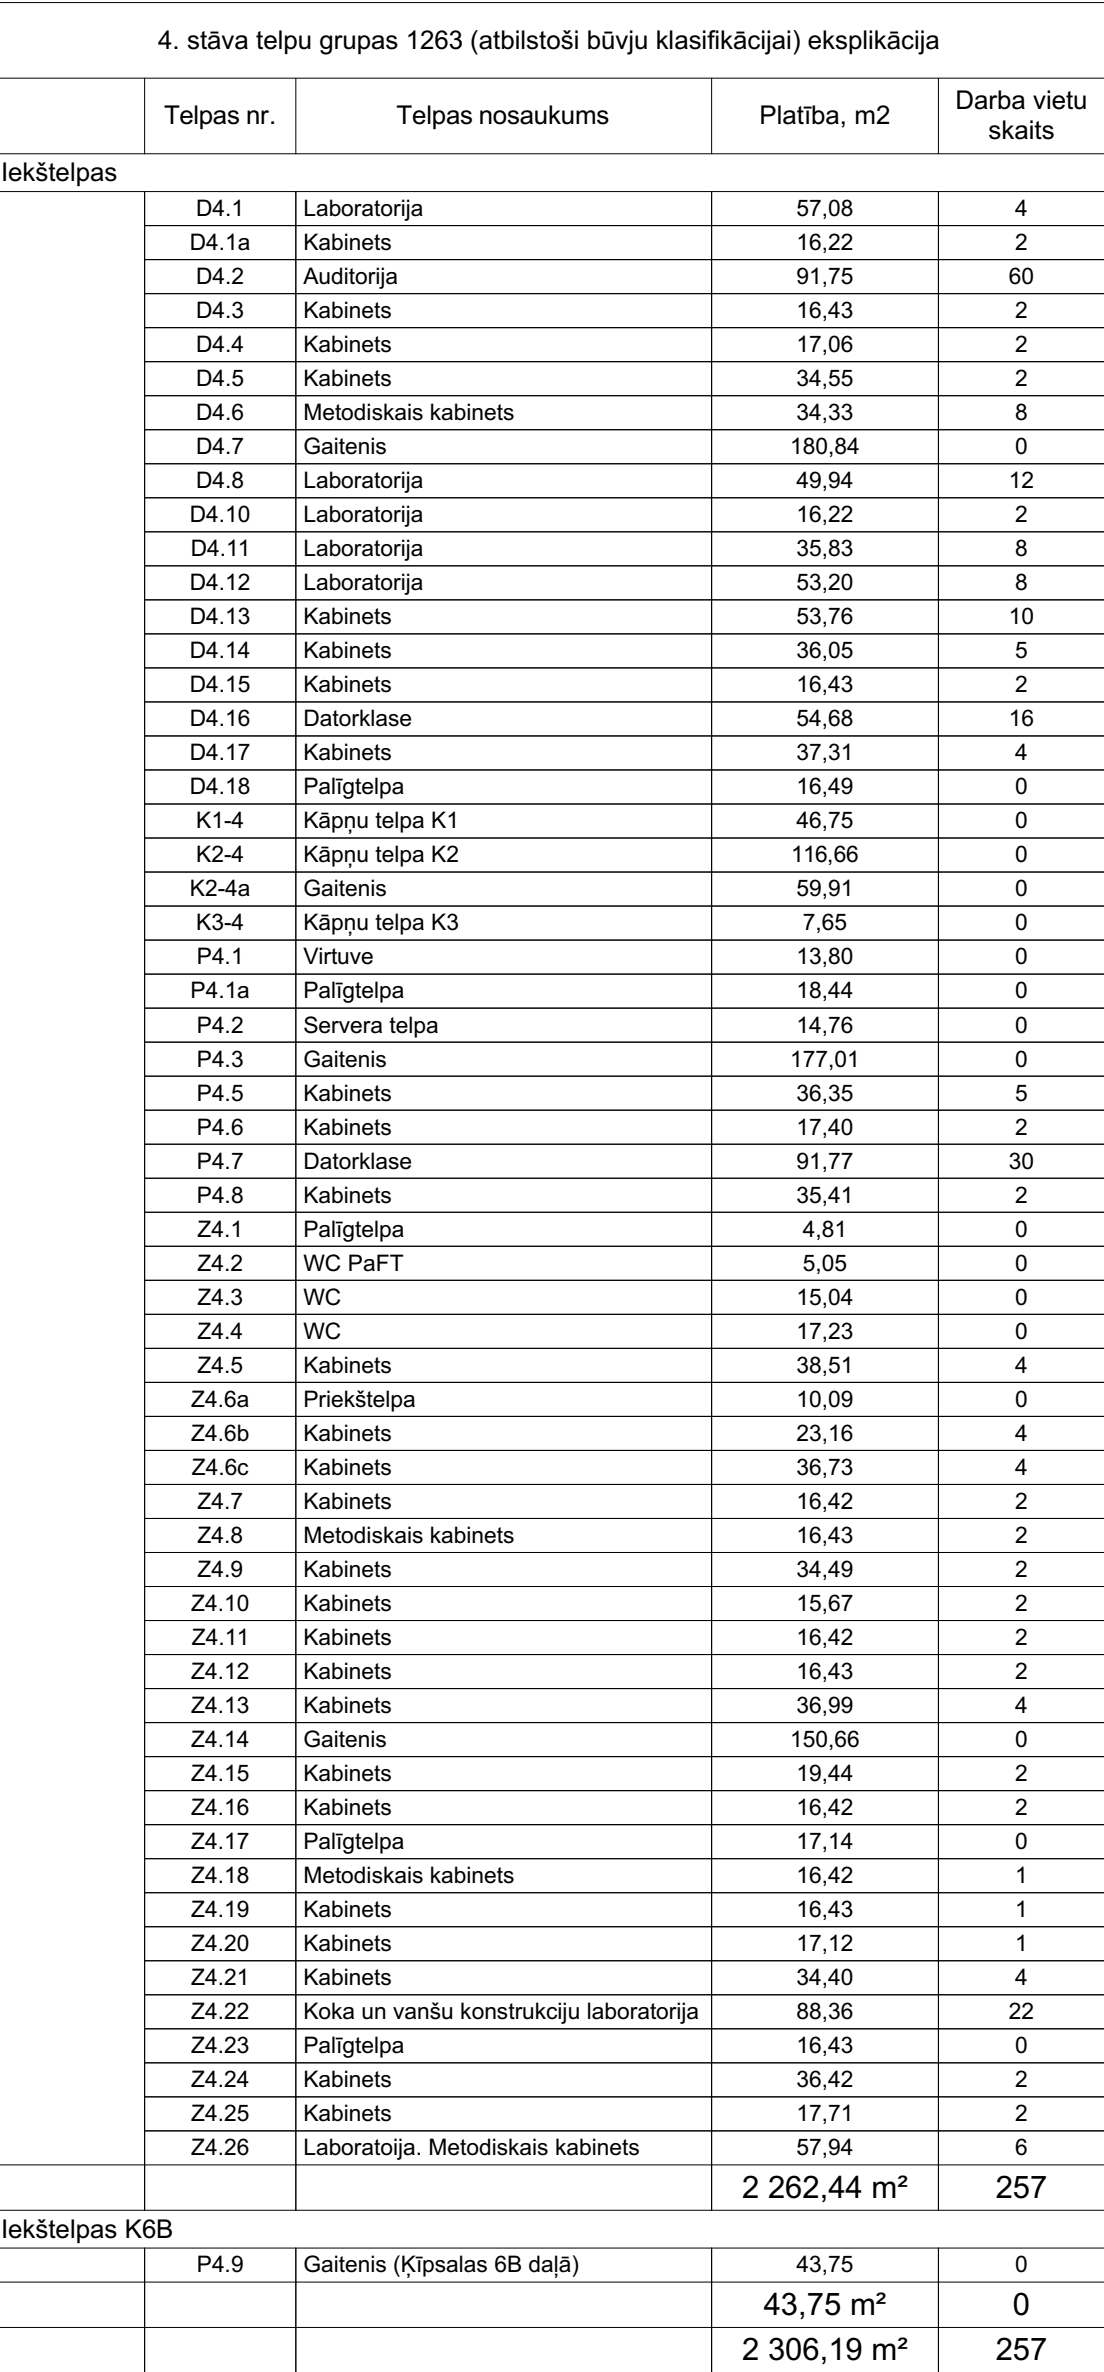 4. stāva telpu grupas 1263 (atbilstoši būvju klasifikācijai) eksplikācija
Telpas nr. Telpas nosaukums Platība, m2 Darba vietu skaits
Iekštelpas
D4.1 Laboratorija 57,08 4
D4.1a Kabinets 16,22 2
D4.2 Auditorija 91,75 60
D4.3 Kabinets 16,43 2
D4.4 Kabinets 17,06 2
D4.5 Kabinets 34,55 2
D4.6 Metodiskais kabinets 34,33 8
D4.7 Gaitenis 180,84 0
D4.8 Laboratorija 49,94 12
D4.10 Laboratorija 16,22 2
D4.11 Laboratorija 35,83 8
D4.12 Laboratorija 53,20 8
D4.13 Kabinets 53,76 10
D4.14 Kabinets 36,05 5
D4.15 Kabinets 16,43 2
D4.16 Datorklase 54,68 16
D4.17 Kabinets 37,31 4
D4.18 Palīgtelpa 16,49 0
K1-4 Kāpņu telpa K1 46,75 0
K2-4 Kāpņu telpa K2 116,66 0
K2-4a Gaitenis 59,91 0
K3-4 Kāpņu telpa K3 7,65 0
P4.1 Virtuve 13,80 0
P4.1a Palīgtelpa 18,44 0
P4.2 Servera telpa 14,76 0
P4.3 Gaitenis 177,01 0
P4.5 Kabinets 36,35 5
P4.6 Kabinets 17,40 2
P4.7 Datorklase 91,77 30
P4.8 Kabinets 35,41 2
Z4.1 Palīgtelpa 4,81 0
Z4.2 WC PaFT 5,05 0
Z4.3 WC 15,04 0
Z4.4 WC 17,23 0
Z4.5 Kabinets 38,51 4
Z4.6a Priekštelpa 10,09 0
Z4.6b Kabinets 23,16 4
Z4.6c Kabinets 36,73 4
Z4.7 Kabinets 16,42 2
Z4.8 Metodiskais kabinets 16,43 2
Z4.9 Kabinets 34,49 2
Z4.10 Kabinets 15,67 2
Z4.11 Kabinets 16,42 2
Z4.12 Kabinets 16,43 2
Z4.13 Kabinets 36,99 4
Z4.14 Gaitenis 150,66 0
Z4.15 Kabinets 19,44 2
Z4.16 Kabinets 16,42 2
Z4.17 Palīgtelpa 17,14 0
Z4.18 Metodiskais kabinets 16,42 1
Z4.19 Kabinets 16,43 1
Z4.20 Kabinets 17,12 1
Z4.21 Kabinets 34,40 4
Z4.22 Koka un vanšu konstrukciju laboratorija 88,36 22
Z4.23 Palīgtelpa 16,43 0
Z4.24 Kabinets 36,42 2
Z4.25 Kabinets 17,71 2
Z4.26 Laboratoija. Metodiskais kabinets 57,94 6
2 262,44 m² 257
Iekštelpas K6B
P4.9 Gaitenis (Ķīpsalas 6B daļā) 43,75 0
43,75 m² 0
2 306,19 m² 257